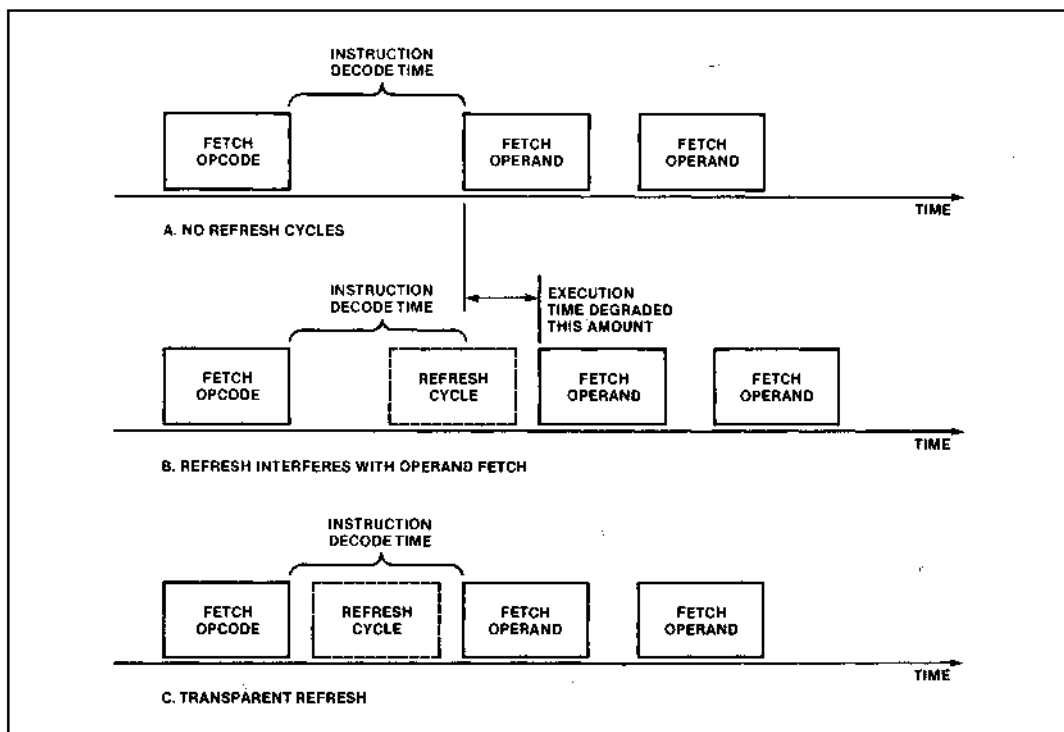 INSTRUCTION
DECODE TIME
FETCH
OPCODE
FETCH
OPERAND
FETCH
OPERAND
TIME
A. NO REFRESH CYCLES
INSTRUCTION
DECODE TIME
EXECUTION
TIME DEGRADED
THIS AMOUNT
FETCH
OPCODE
REFRESH
CYCLE
FETCH
OPERAND
FETCH
OPERAND
TIME
B. REFRESH INTERFERES WITH OPERAND FETCH
INSTRUCTION
DECODE TIME
FETCH
OPCODE
REFRESH
CYCLE
FETCH
OPERAND
FETCH
OPERAND
TIME
C. TRANSPARENT REFRESH